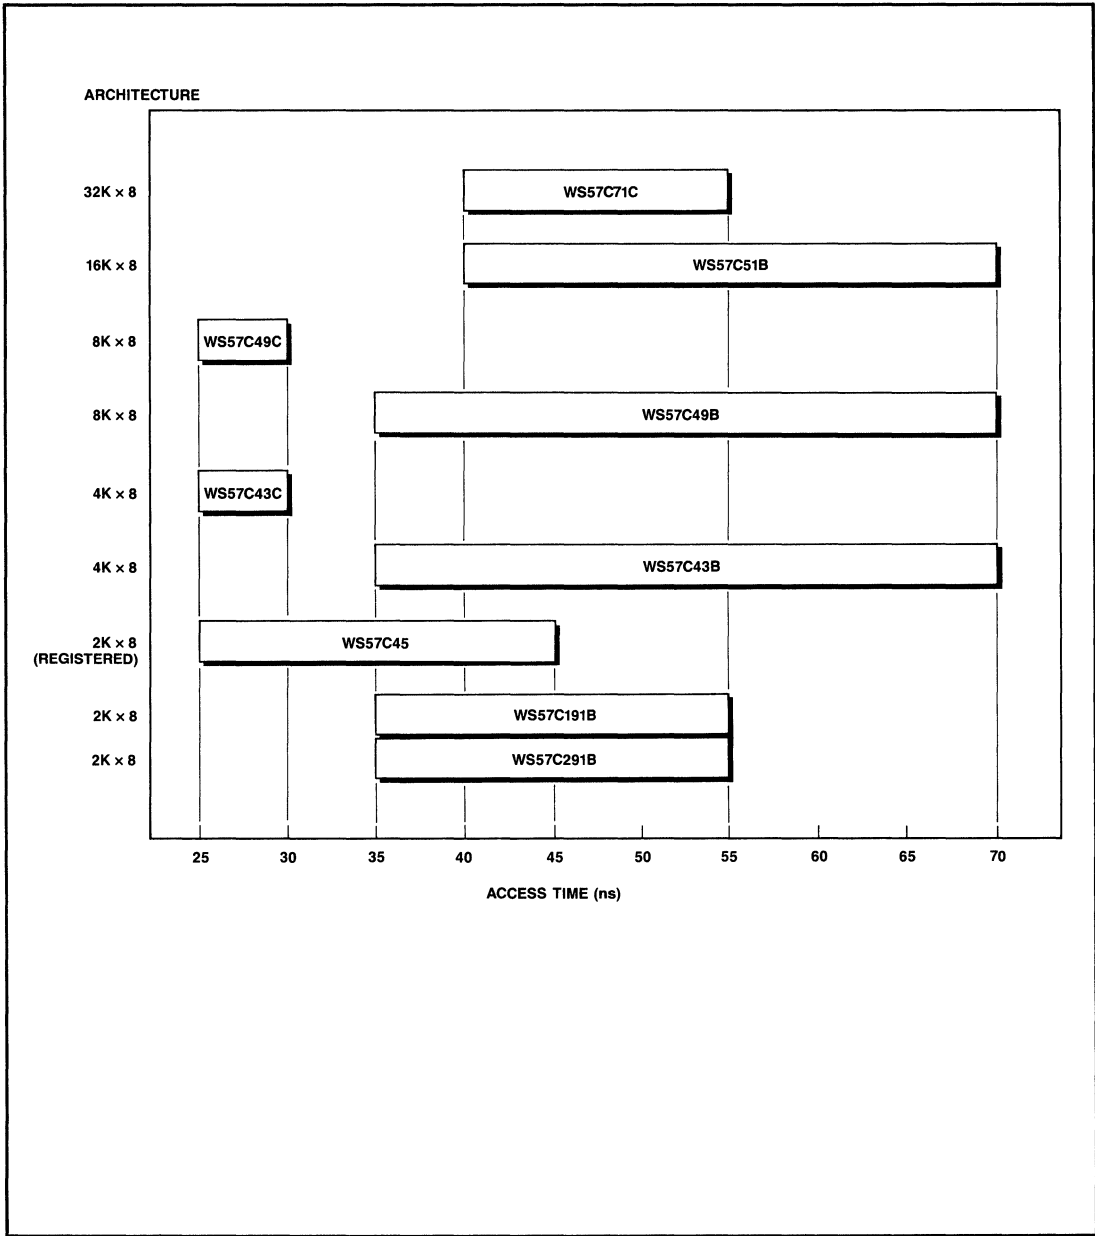 ARCHITECTURE
32K × 8
WS57C71C
16K × 8
WS57C51B
8K × 8
WS57C49C
8K × 8
WS57C49B
4K × 8
WS57C43C
4K × 8
WS57C43B
2K × 8
(REGISTERED)
WS57C45
2K × 8
WS57C191B
2K × 8
WS57C291B
25 30 35 40 45 50 55 60 65 70
ACCESS TIME (ns)